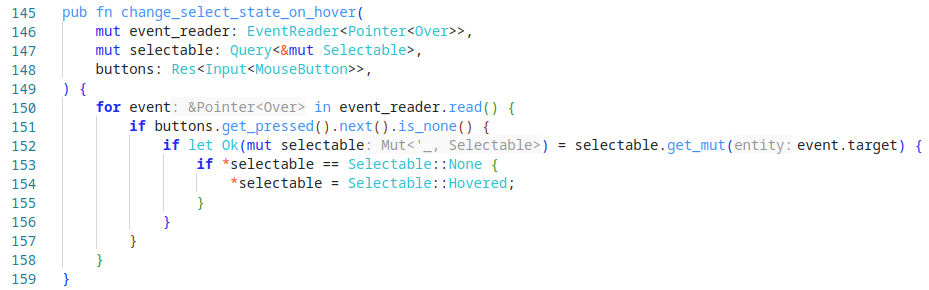 145 pub fn change_select_state_on_hover(
146     mut event_reader: EventReader<Pointer<Over>>,
147     mut selectable: Query<&mut Selectable>,
148     buttons: Res<Input<MouseButton>>,
149 ) {
150     for event: &Pointer<Over> in event_reader.read() {
151         if buttons.get_pressed().next().is_none() {
152             if let Ok(mut selectable: Mut<'_, Selectable>) = selectable.get_mut(entity: event.target) {
153                 if *selectable == Selectable::None {
154                     *selectable = Selectable::Hovered;
155                 }
156             }
157         }
158     }
159 }